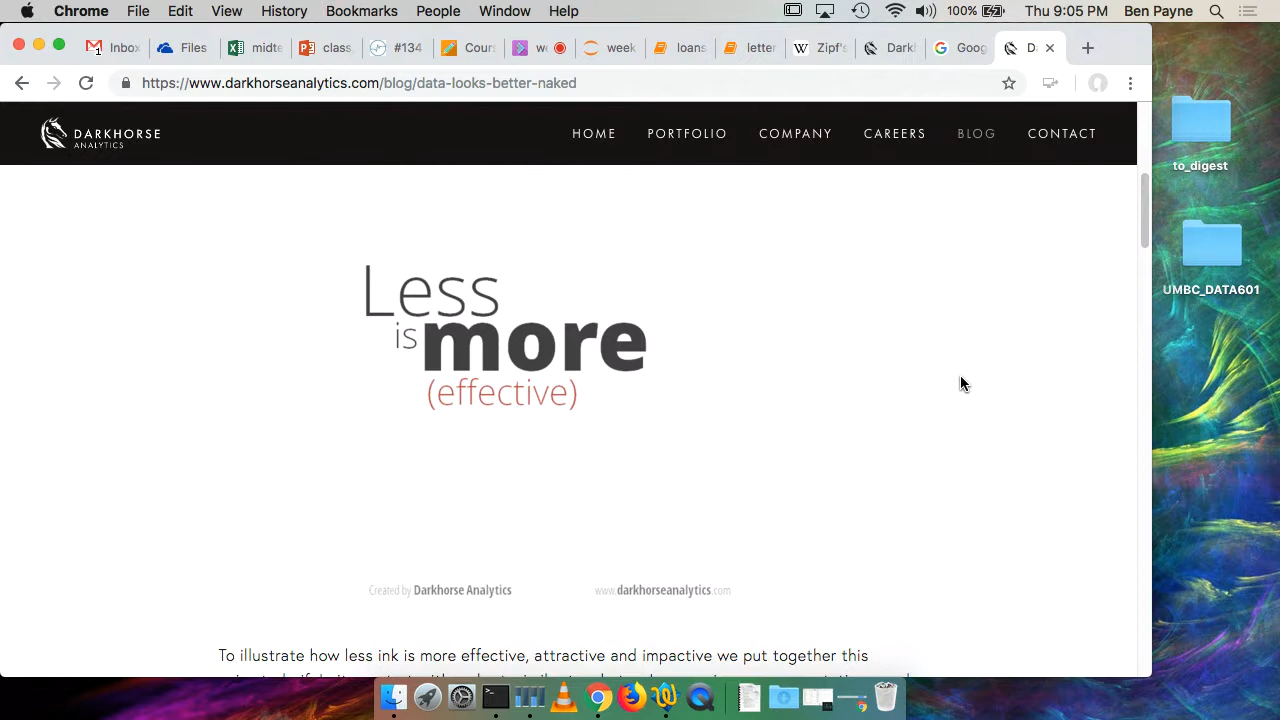 Chrome File Edit View History Bookmarks People Window Help 100% Thu 9:05 PM Ben Payne
Inbox Files midte class. #134 Cour we week loans letter Zipf's Darkh Goog D
https://www.darkhorseanalytics.com/blog/data-looks-better-naked
DARKHORSE
ANALYTICS
HOME PORTFOLIO COMPANY CAREERS BLOG CONTACT
to_digest
UMBC_DATA601
Less
is more
(effective)
Created by Darkhorse Analytics www.darkhorseanalytics.com
To illustrate how less ink is more effective, attractive and impactive we put together this